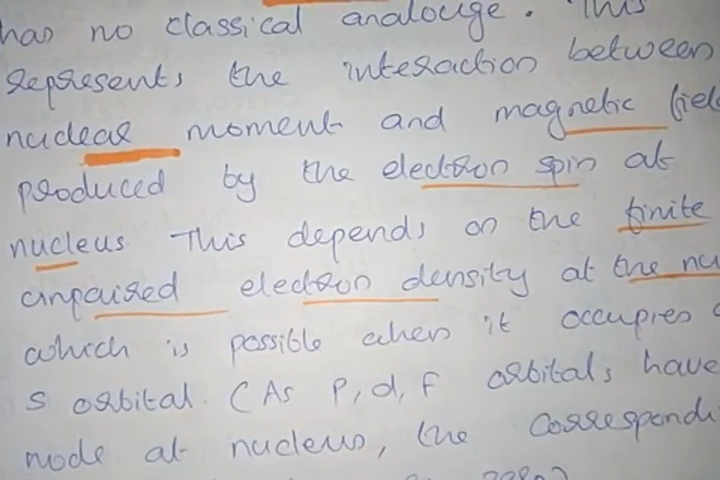 has no classical analouge. This
represents the interaction between
nuclear moment and magnetic fiel
produced by the electron spin at
nucleus This depends on the finite
unpaired electron density at the nu
which is possible when it occupies
s orbital. (As p, d, f orbitals have
node at nucleus, the correspondi